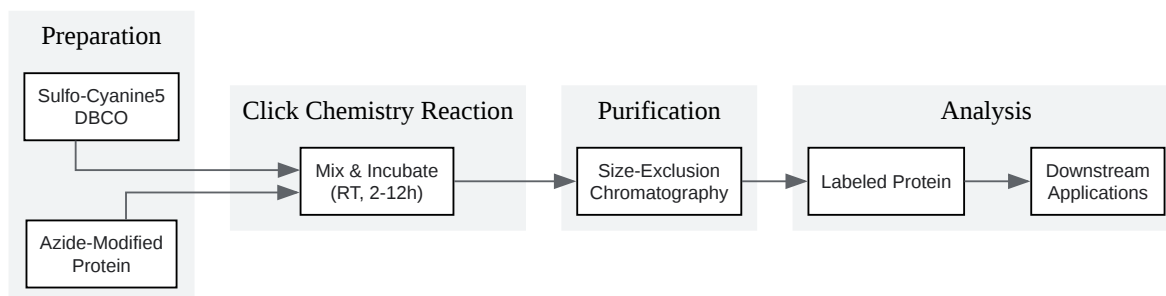 Preparation
Sulfo-Cyanine5
DBCO
Azide-Modified
Protein
Click Chemistry Reaction
Mix & Incubate
(RT, 2-12h)
Purification
Size-Exclusion
Chromatography
Analysis
Labeled Protein
Downstream
Applications